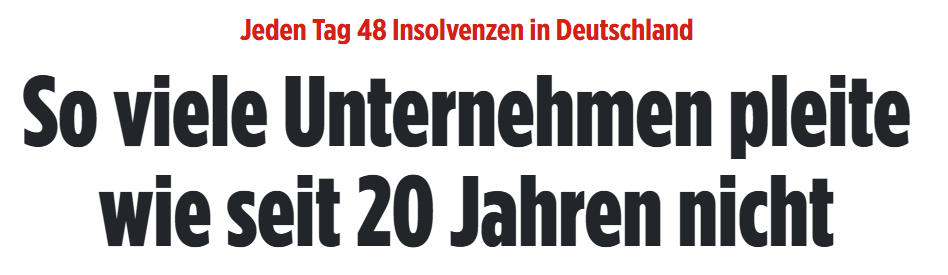 Jeden Tag 48 Insolvenzen in Deutschland
So viele Unternehmen pleite
wie seit 20 Jahren nicht